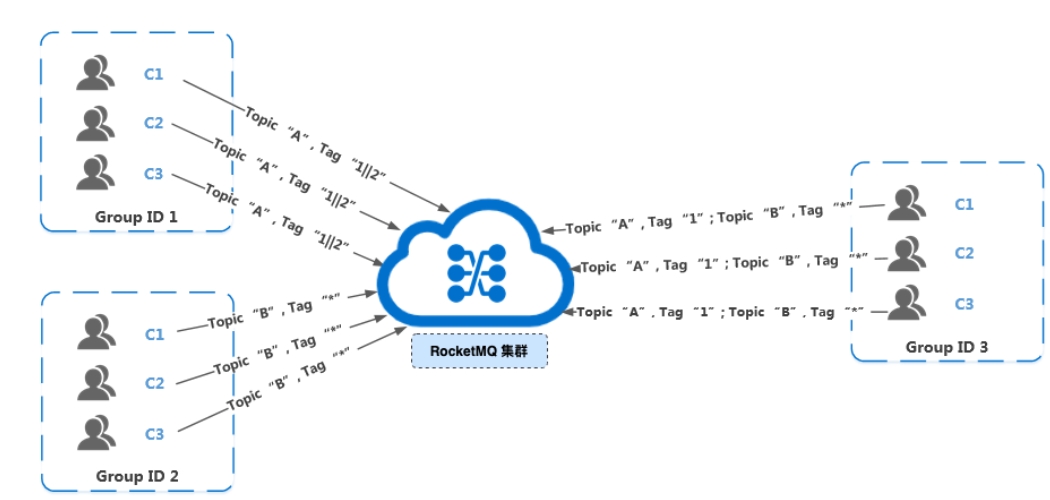 C1
C2
C3
Group ID 1
Topic “A”, Tag “1||2”
Topic “A”, Tag “1||2”
Topic “A”, Tag “1||2”
C1
C2
C3
Group ID 2
Topic “B”, Tag “*”
Topic “B”, Tag “*”
Topic “B”, Tag “*”
RocketMQ 集群
Topic “A”, Tag “1”; Topic “B”, Tag “*”
Topic “A”, Tag “1”; Topic “B”, Tag “*”
Topic “A”. Tag “1”; Topic “B”. Tag “*”
C1
C2
C3
Group ID 3